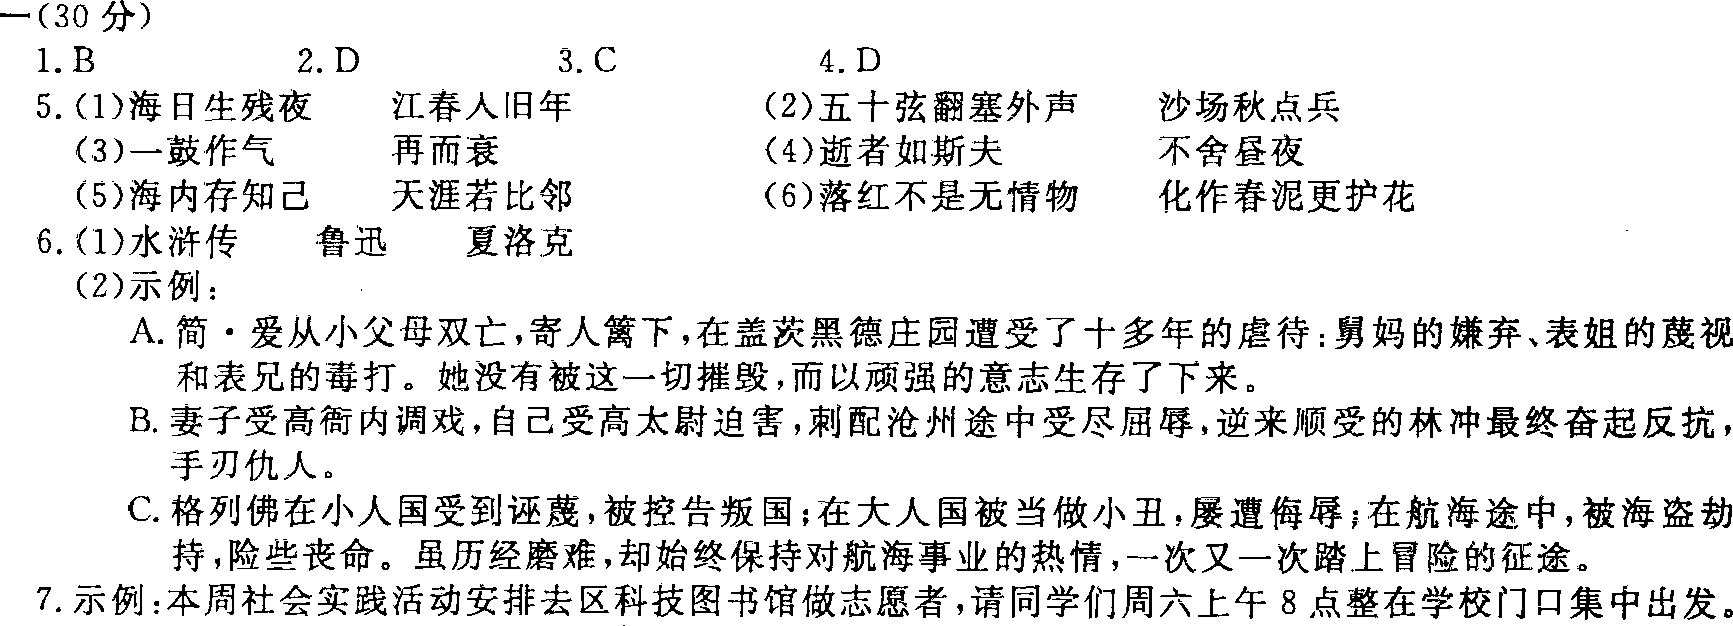 一(30 分)
1. B 2. D 3. C 4. D
5. (1)海日生残夜 江春人旧年 (2)五十弦翻塞外声 沙场秋点兵
(3)一鼓作气 再而衰 (4)逝者如斯夫 不舍昼夜
(5)海内存知己 天涯若比邻 (6)落红不是无情物 化作春泥更护花
6. (1)水浒传 鲁迅 夏洛克
(2)示例:
A. 简·爱从小父母双亡,寄人篱下,在盖茨黑德庄园遭受了十多年的虐待:舅妈的嫌弃、表姐的蔑视
和表兄的毒打。她没有被这一切摧毁,而以顽强的意志生存了下来。
B. 妻子受高衙内调戏,自己受高太尉迫害,刺配沧州途中受尽屈辱,逆来顺受的林冲最终奋起反抗,
手刃仇人。
C. 格列佛在小人国受到诬蔑,被控告叛国;在大人国被当做小丑,屡遭侮辱;在航海途中,被海盗劫
持,险些丧命。虽历经磨难,却始终保持对航海事业的热情,一次又一次踏上冒险的征途。
7. 示例:本周社会实践活动安排去区科技图书馆做志愿者,请同学们周六上午 8 点整在学校门口集中出发。